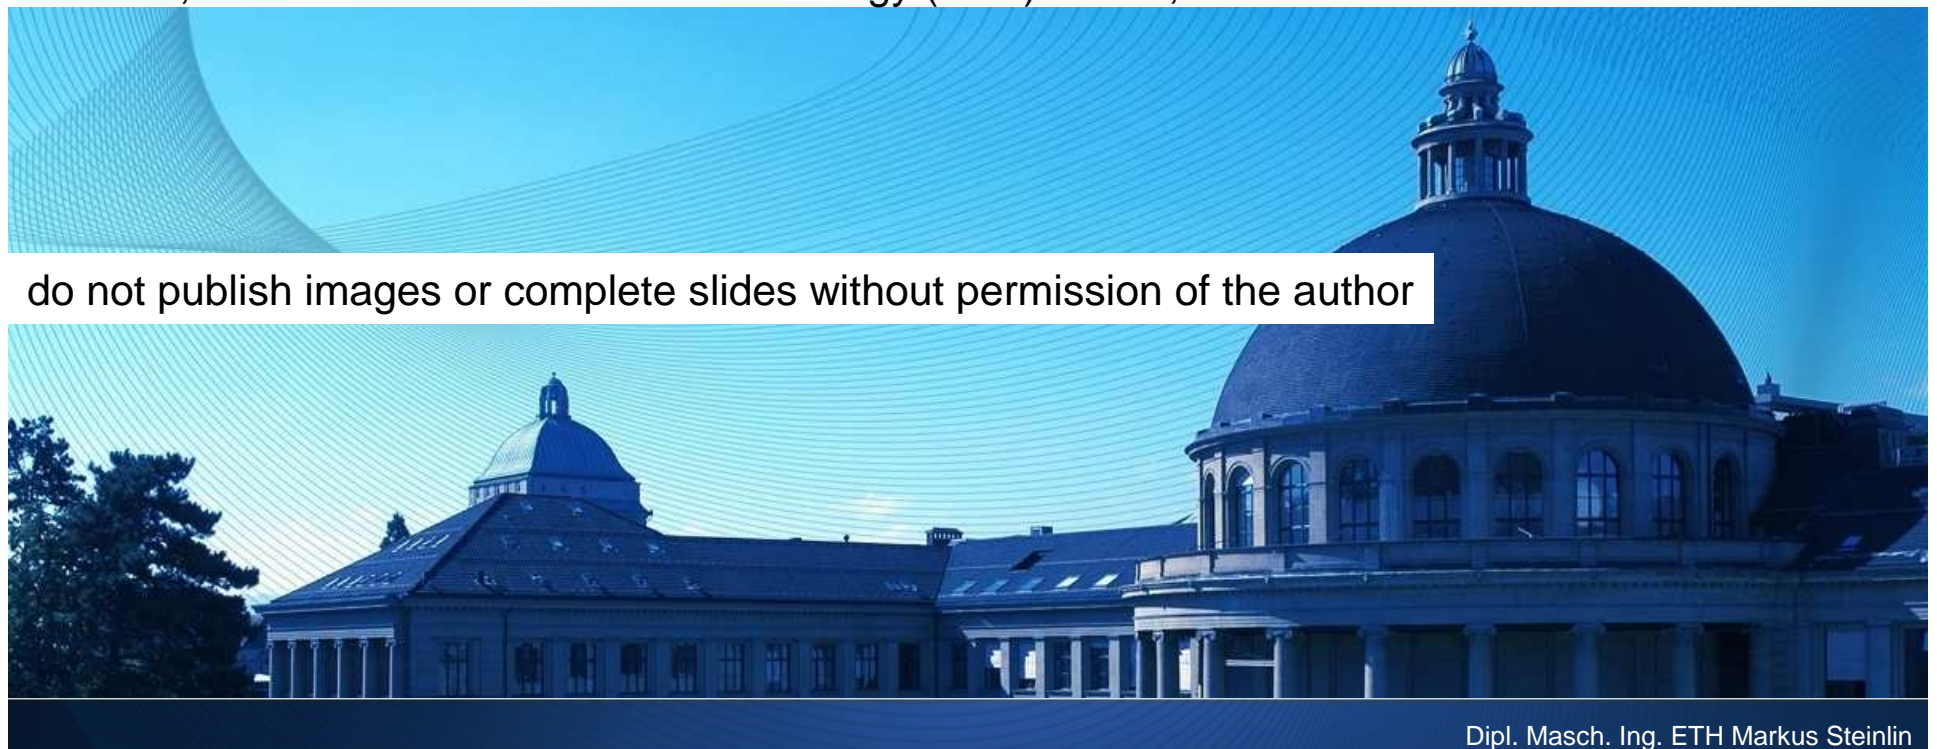 do not publish images or complete slides without permission of the author
Dipl. Masch. Ing. ETH Markus Steinlin